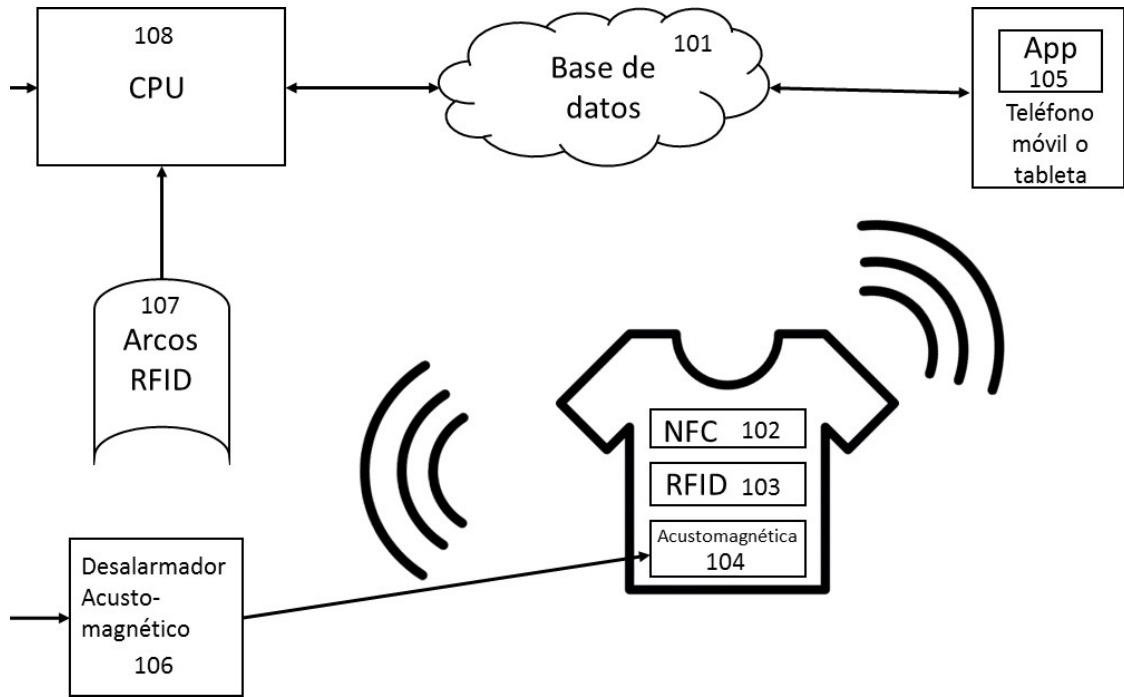 108
CPU
101
Base de
datos
App
105
Teléfono
móvil o
tableta
107
Arcos
RFID
NFC 102
RFID 103
Acustomagnética
104
Desalarmador
Acusto-
magnético
106